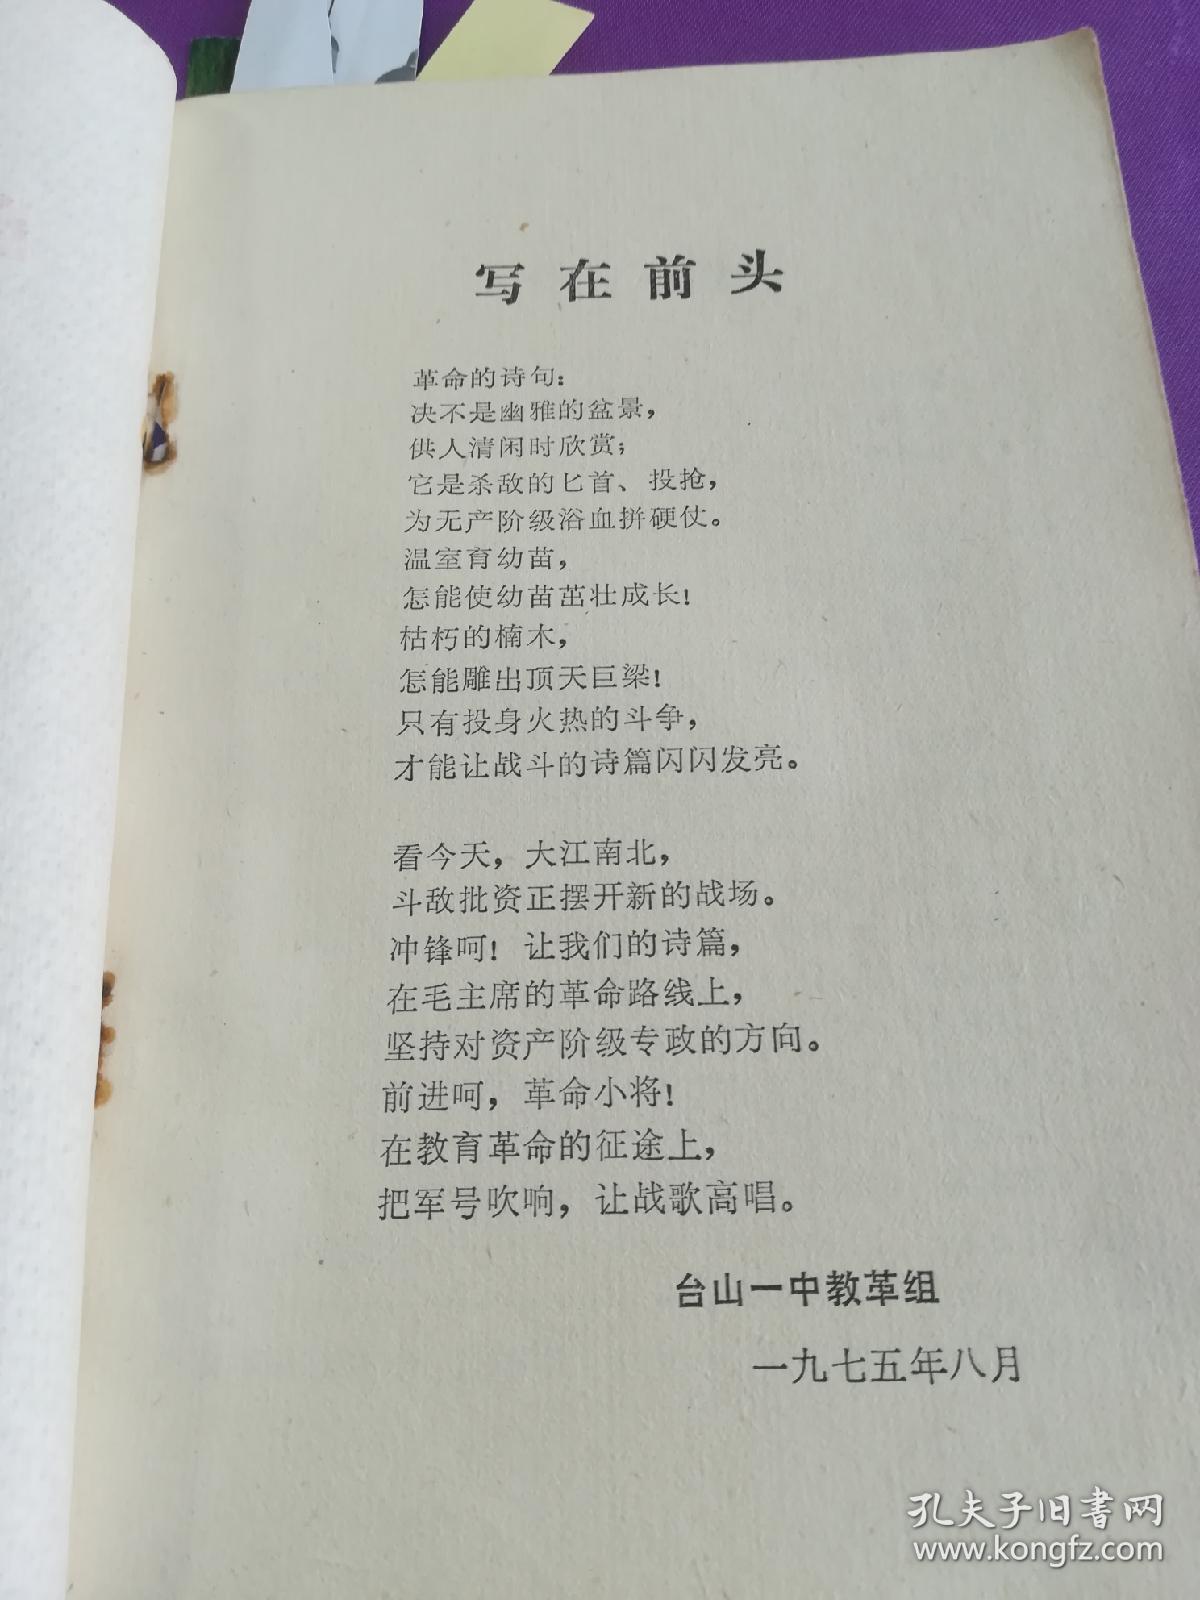 写在前头
革命的诗句：
决不是幽雅的盆景，
供人清闲时欣赏；
它是杀敌的匕首、投抢，
为无产阶级浴血拼硬仗。
温室育幼苗，
怎能使幼苗茁壮成长！
枯朽的楠木，
怎能雕出顶天巨梁！
只有投身火热的斗争，
才能让战斗的诗篇闪闪发亮。
看今天，大江南北，
斗敌批资正摆开新的战场。
冲锋呵！让我们的诗篇，
在毛主席的革命路线上，
坚持对资产阶级专政的方向。
前进呵，革命小将！
在教育革命的征途上，
把军号吹响，让战歌高唱。
台山一中教革组
一九七五年八月
孔夫子旧书网
www.kongfz.com